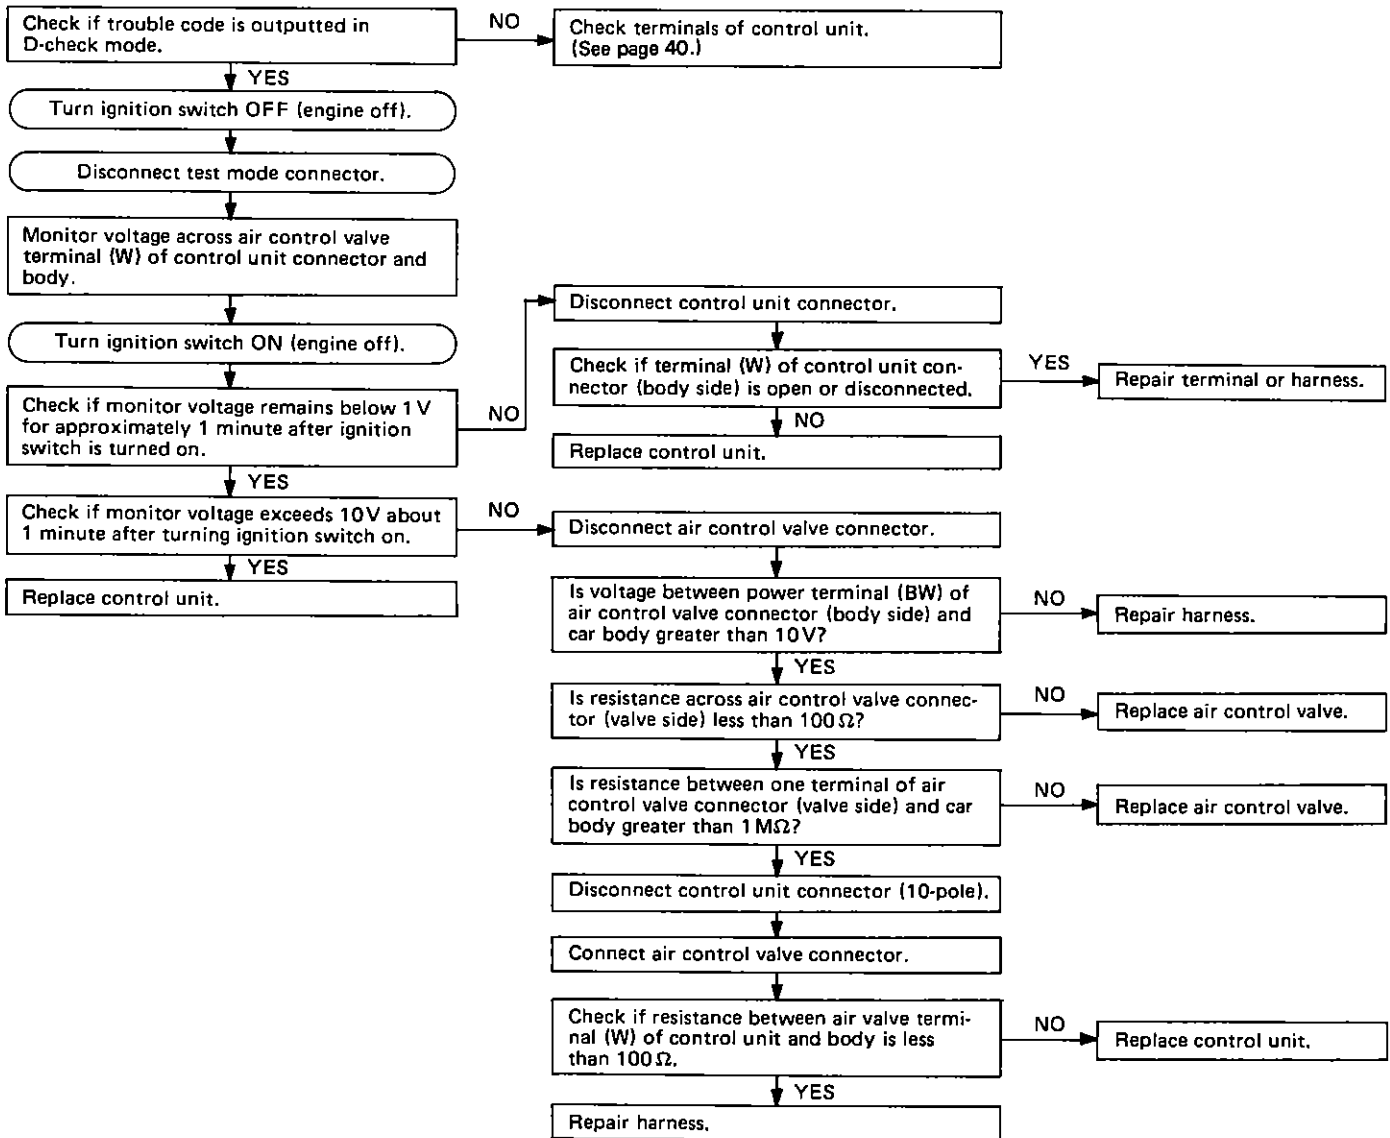 Check if trouble code is outputted in
D-check mode.
NO
Check terminals of control unit.
(See page 40.)
YES
Turn ignition switch OFF (engine off).
Disconnect test mode connector.
Monitor voltage across air control valve
terminal (W) of control unit connector and
body.
Turn ignition switch ON (engine off).
Check if monitor voltage remains below 1 V
for approximately 1 minute after ignition
switch is turned on.
NO
Disconnect control unit connector.
Check if terminal (W) of control unit con-
nector (body side) is open or disconnected.
YES
Repair terminal or harness.
NO
Replace control unit.
YES
Check if monitor voltage exceeds 10V about
1 minute after turning ignition switch on.
NO
Disconnect air control valve connector.
YES
Replace control unit.
Is voltage between power terminal (BW) of
air control valve connector (body side) and
car body greater than 10V?
NO
Repair harness.
YES
Is resistance across air control valve connec-
tor (valve side) less than 100Ω?
NO
Replace air control valve.
YES
Is resistance between one terminal of air
control valve connector (valve side) and car
body greater than 1MΩ?
NO
Replace air control valve.
YES
Disconnect control unit connector (10-pole).
Connect air control valve connector.
Check if resistance between air valve termi-
nal (W) of control unit and body is less
than 100Ω.
NO
Replace control unit.
YES
Repair harness.